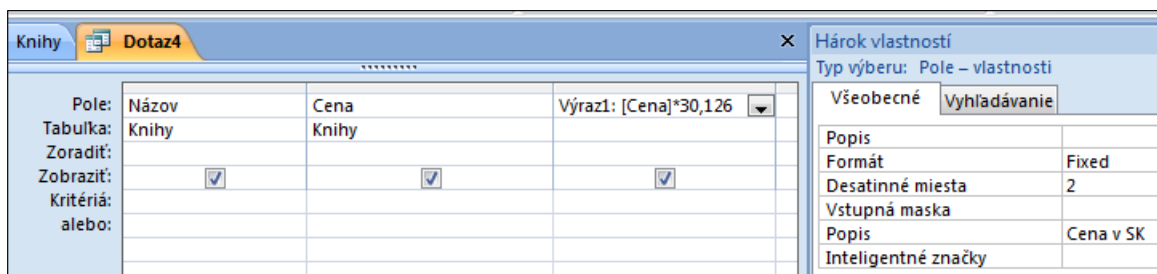 Knihy Dotaz4
Pole: Názov Cena Výraz1: [Cena]*30,126
Tabuľka: Knihy Knihy
Zoradiť:
Zobraziť:
Kritériá:
alebo:
Hárok vlastností
Typ výberu: Pole – vlastnosti
Všeobecné Vyhľadávanie
Popis
Formát Fixed
Desatinné miesta 2
Vstupná maska
Popis Cena v SK
Inteligentné značky